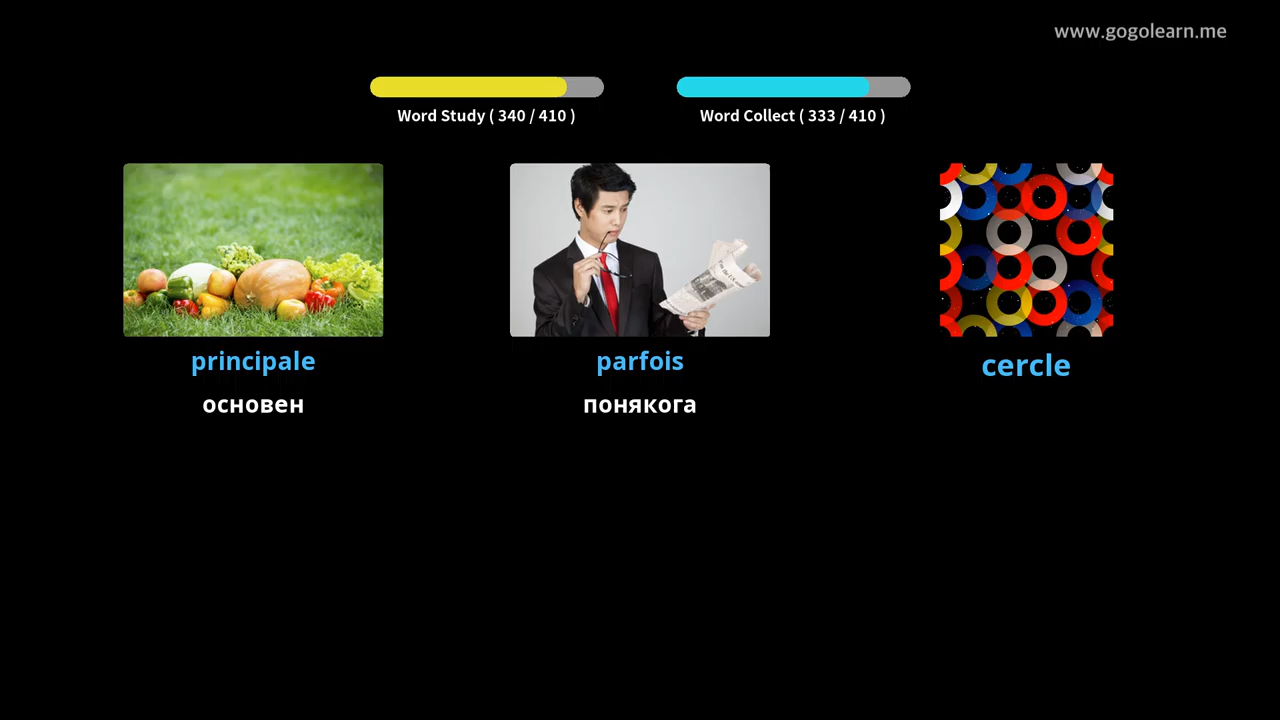 www.gogolearn.me
Word Study ( 340 / 410 )
Word Collect ( 333 / 410 )
principale
parfois
cercle
основен
понякога